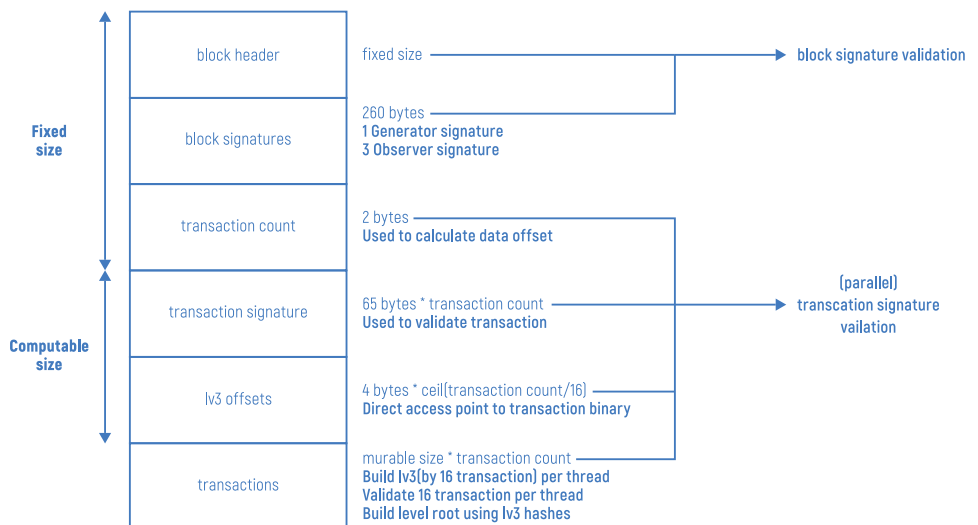 block header
fixed size
block signature validation
Fixed
size
block signatures
260 bytes
1 Generator signature
3 Observer signature
transaction count
2 bytes
Used to calculate data offset
Computable
size
transaction signature
65 bytes * transaction count
Used to validate transaction
(parallel)
transcation signature
vailation
lv3 offsets
4 bytes * ceil(transaction count/16)
Direct access point to transaction binary
transactions
murable size * transaction count
Build lv3(by 16 transaction) per thread
Validate 16 transaction per thread
Build level root using lv3 hashes